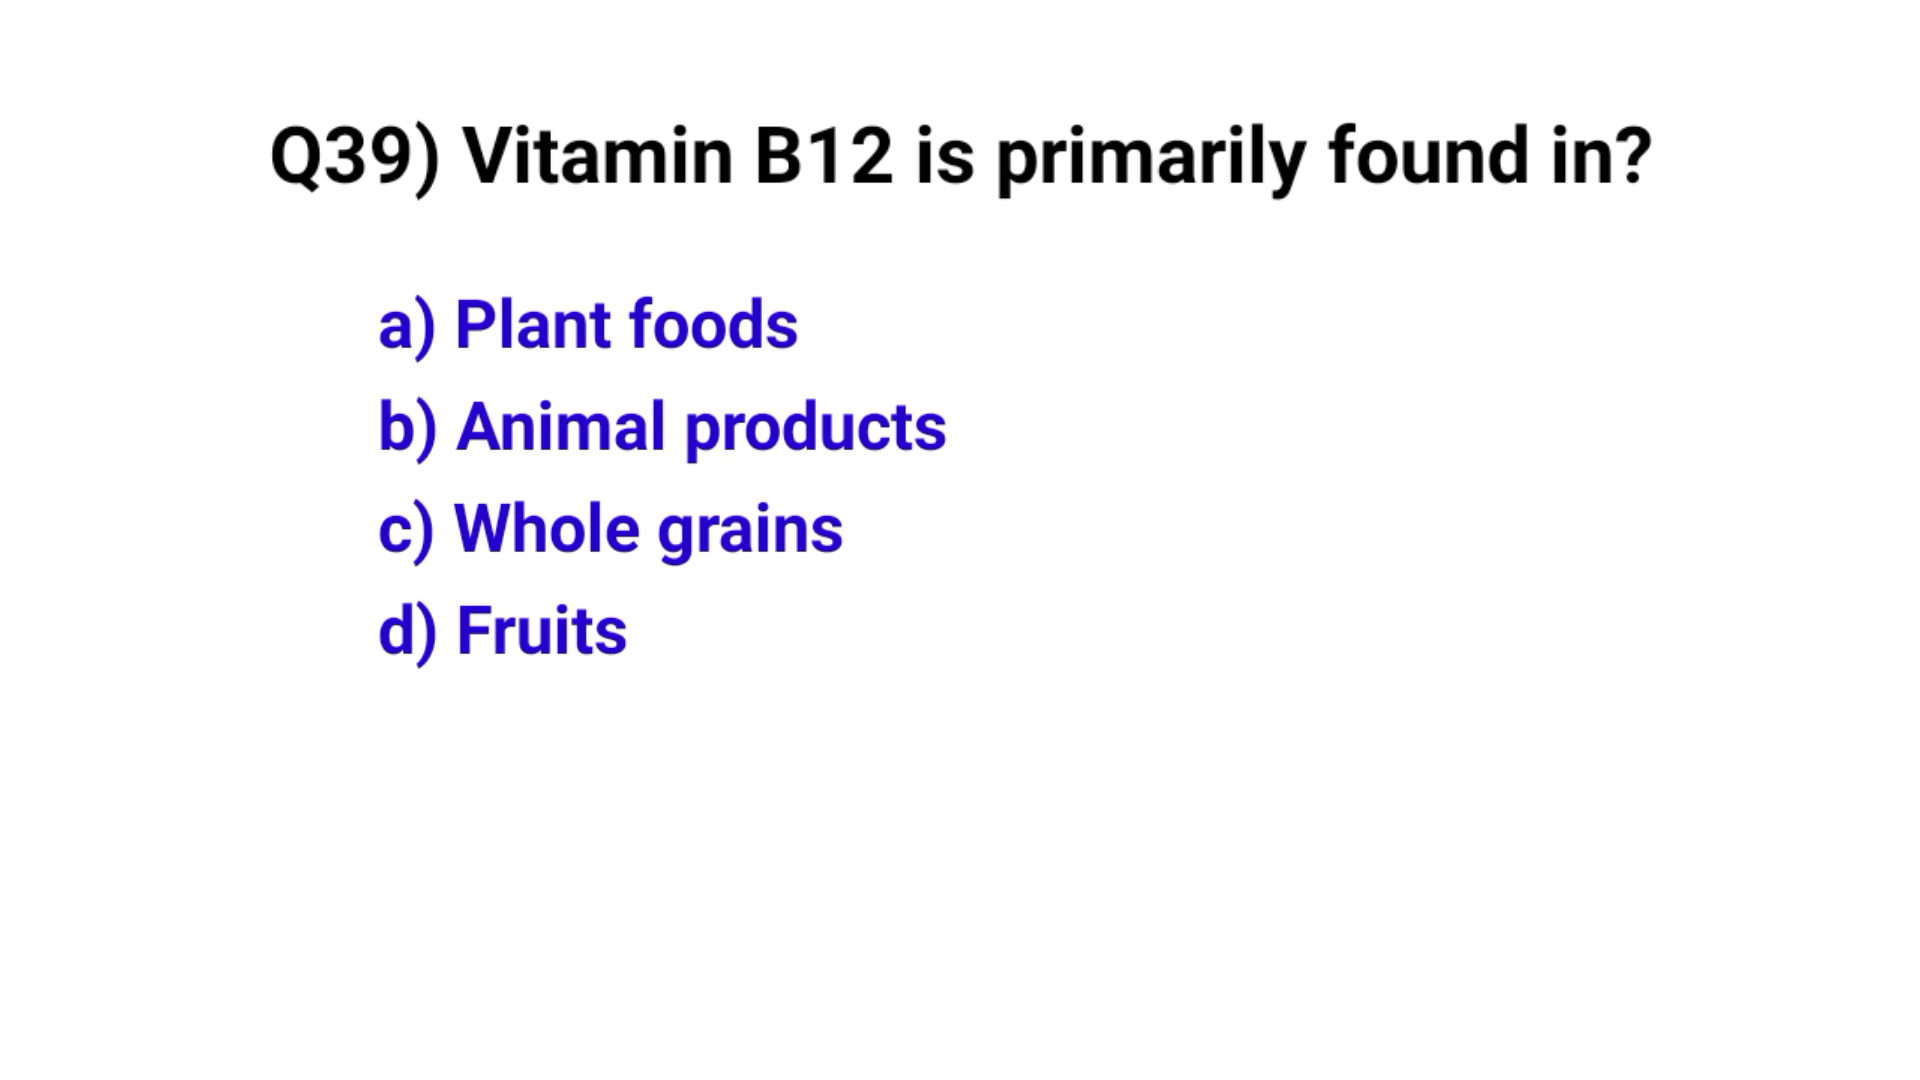 Q39) Vitamin B12 is primarily found in?
a) Plant foods
b) Animal products
c) Whole grains
d) Fruits